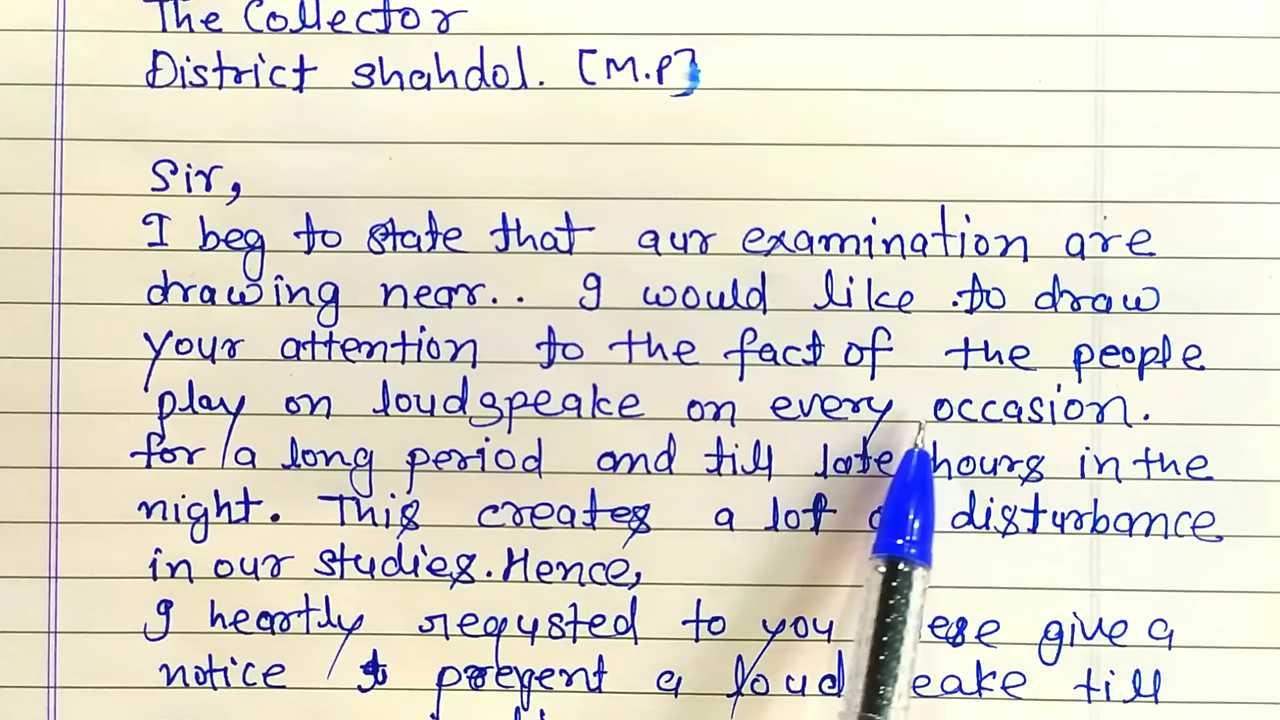 The Collector
District shahdol. [M.P]
Sir,
I beg to state that aur examination are
drawing near.. I would like .to draw
your attention to the fact of the people
play on loudspeake on every occasion.
for a long period and till late hours in the
night. This creates a lot disturbance
in our studies. Hence,
I heartly requsted to you give a
notice to prevent a loud eake till